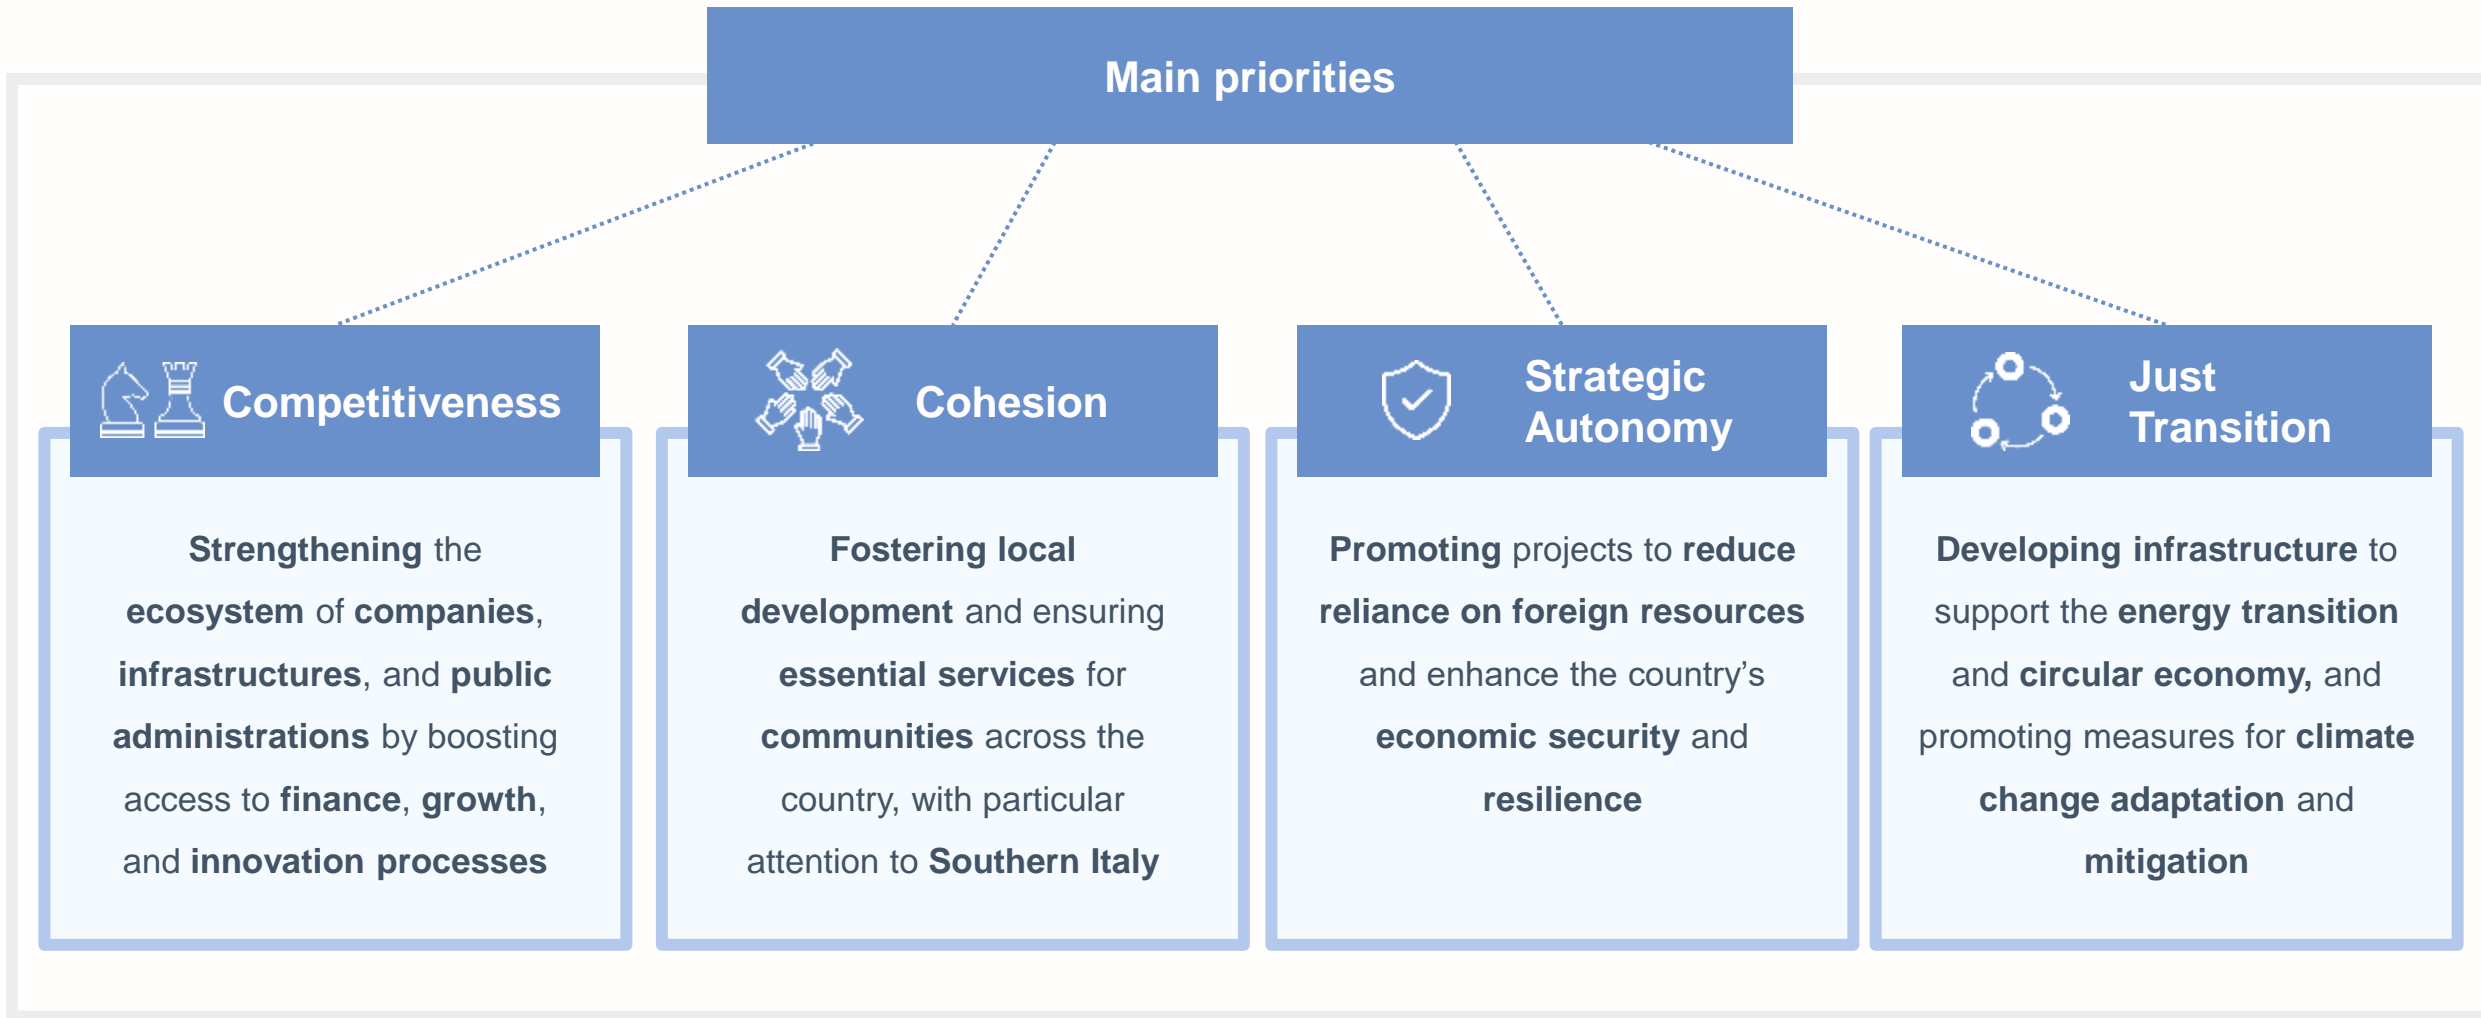 Main priorities
Competitiveness
Strengthening the
ecosystem of companies,
infrastructures, and public
administrations by boosting
access to finance, growth,
and innovation processes
Cohesion
Fostering local
development and ensuring
essential services for
communities across the
country, with particular
attention to Southern Italy
Strategic
Autonomy
Promoting projects to reduce
reliance on foreign resources
and enhance the country’s
economic security and
resilience
Just
Transition
Developing infrastructure to
support the energy transition
and circular economy, and
promoting measures for climate
change adaptation and
mitigation